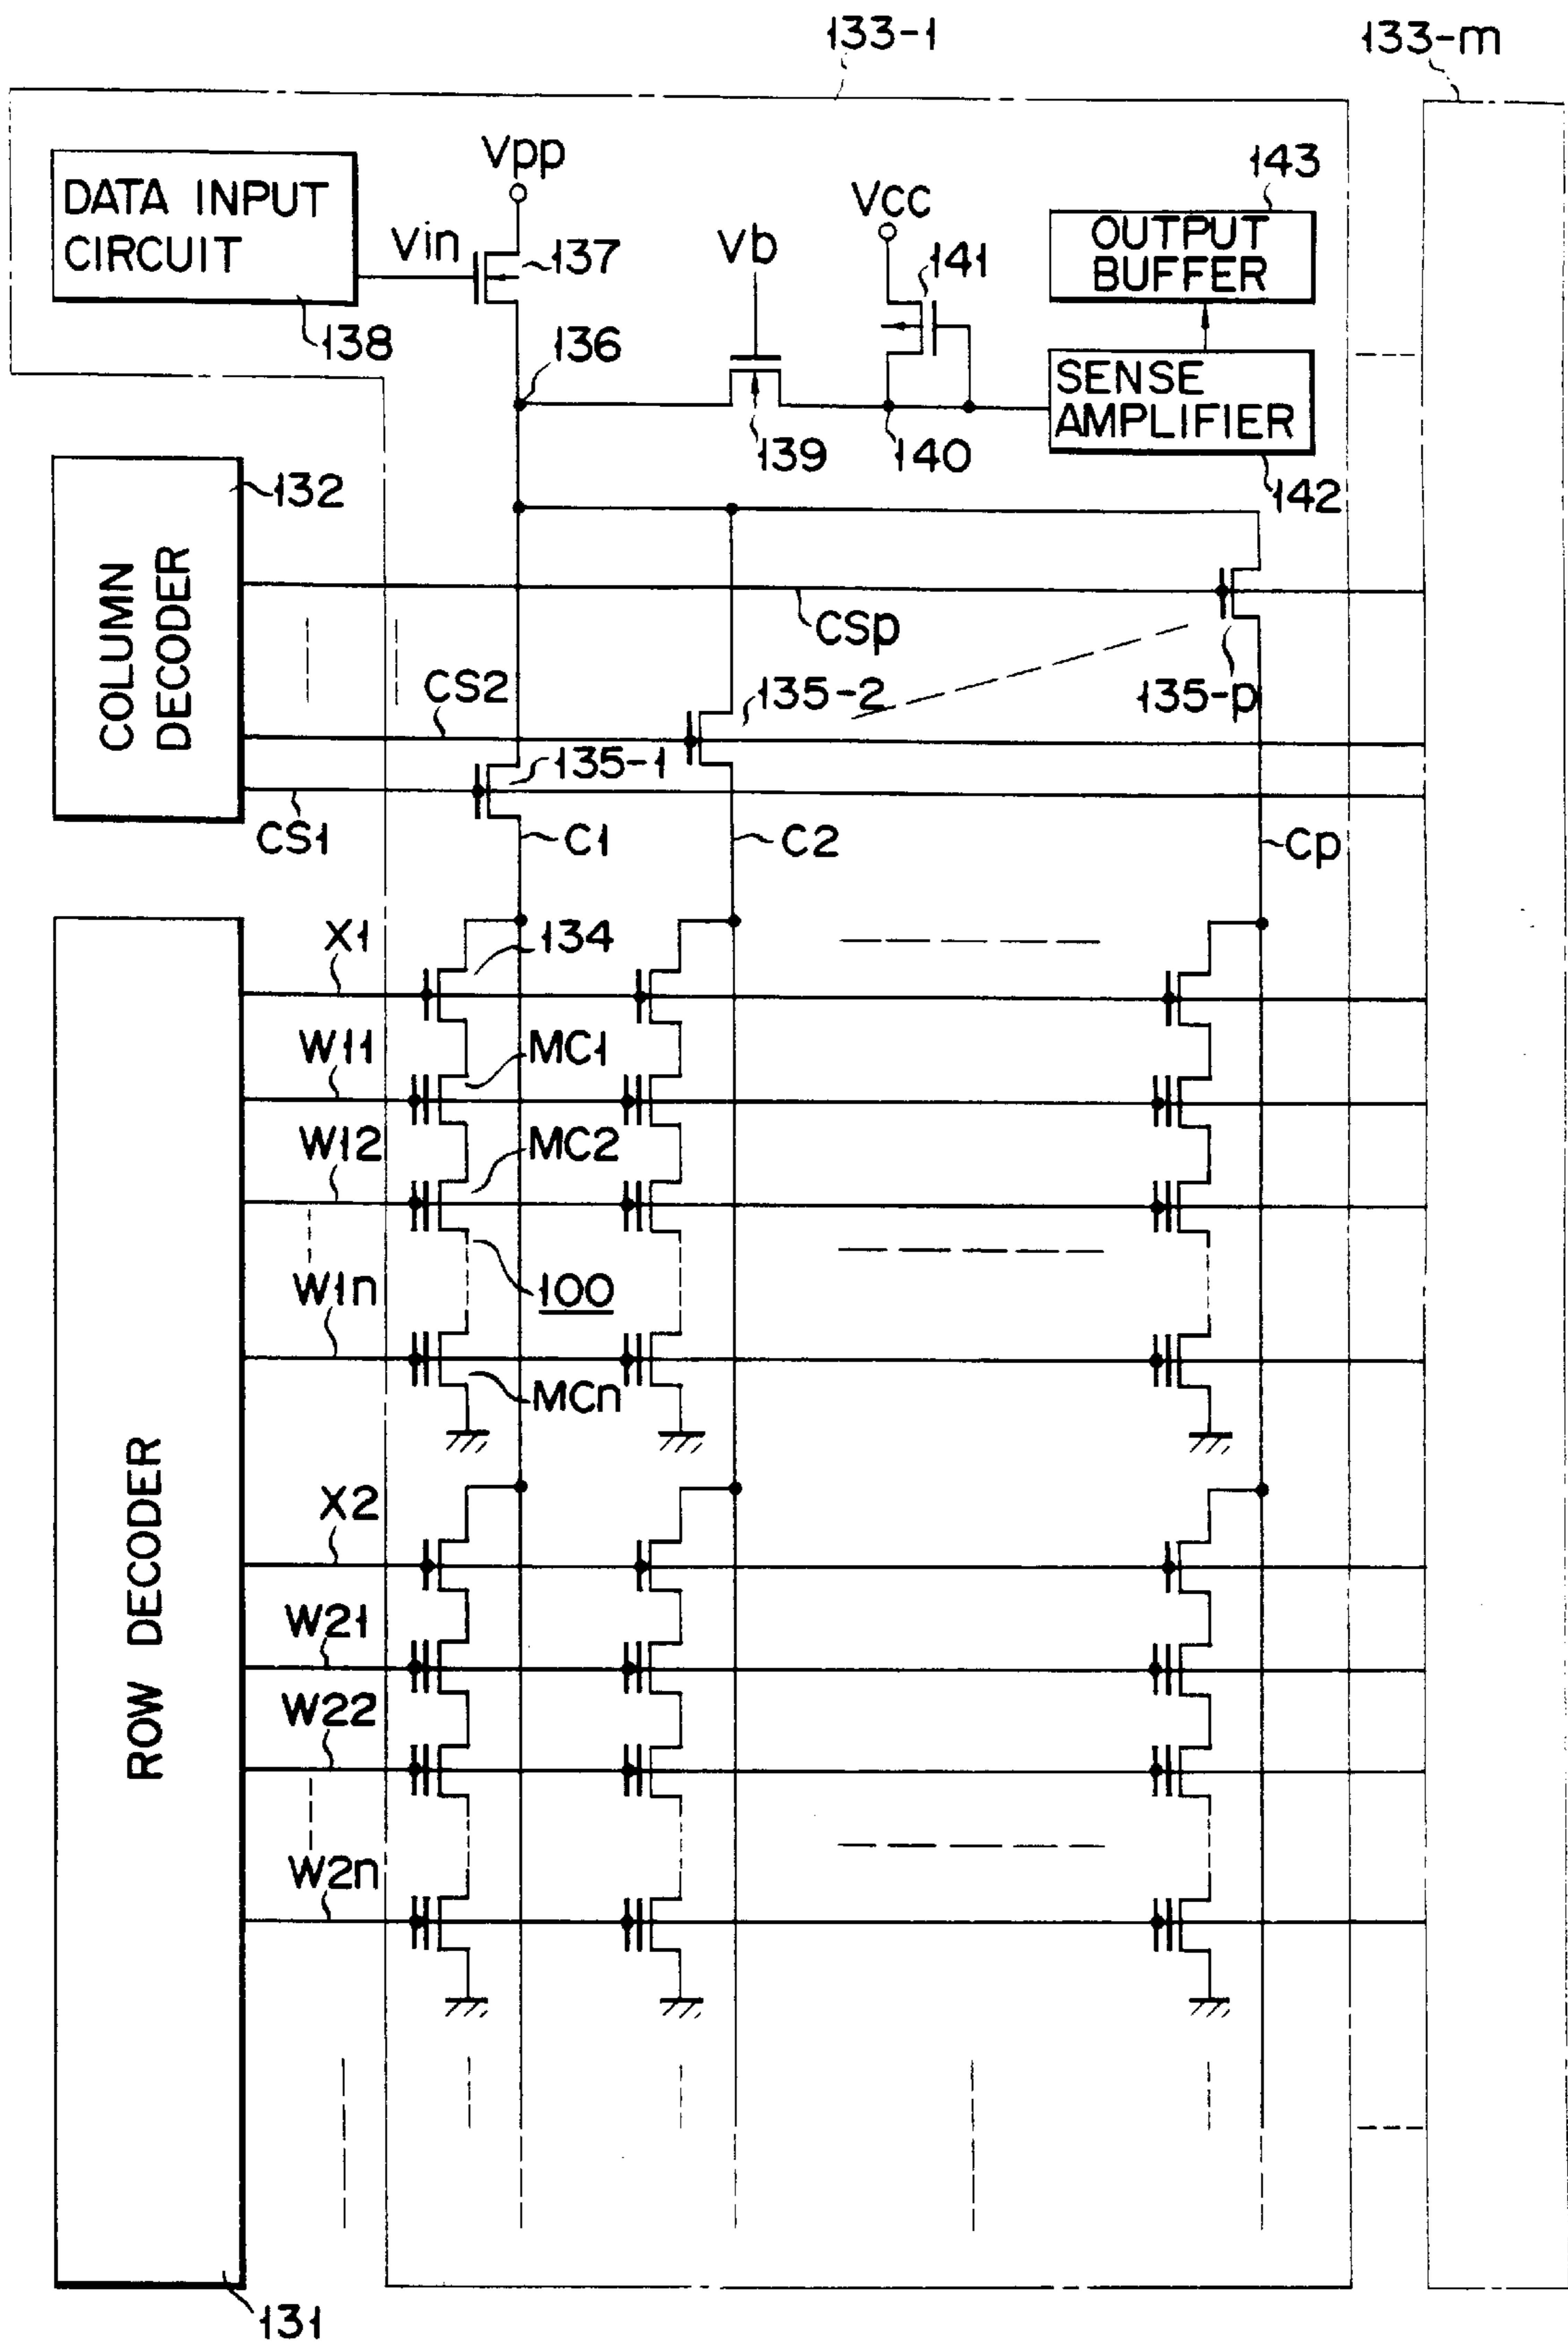 133-1
133-m
DATA INPUT
CIRCUIT
138
Vin
Vpp
137
136
Vb
139
Vcc
141
140
143
OUTPUT
BUFFER
SENSE
AMPLIFIER
142
132
COLUMN
DECODER
CSp
135-p
CS2
135-2
135-1
CS1
C1
C2
Cp
X1
134
W11
MC1
W12
MC2
100
W1n
MCn
ROW DECODER
X2
W21
W22
W2n
131